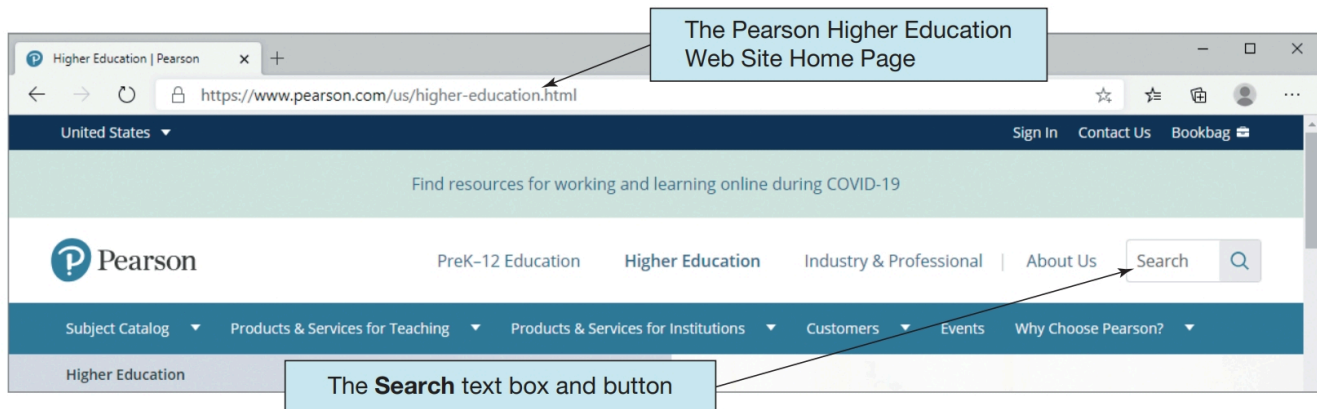 The Pearson Higher Education
Web Site Home Page
Higher Education | Pearson
https://www.pearson.com/us/higher-education.html
United States
Sign In Contact Us Bookbag
Find resources for working and learning online during COVID-19
Pearson PreK–12 Education Higher Education Industry & Professional | About Us Search
Subject Catalog Products & Services for Teaching Products & Services for Institutions Customers Events Why Choose Pearson?
Higher Education
The Search text box and button